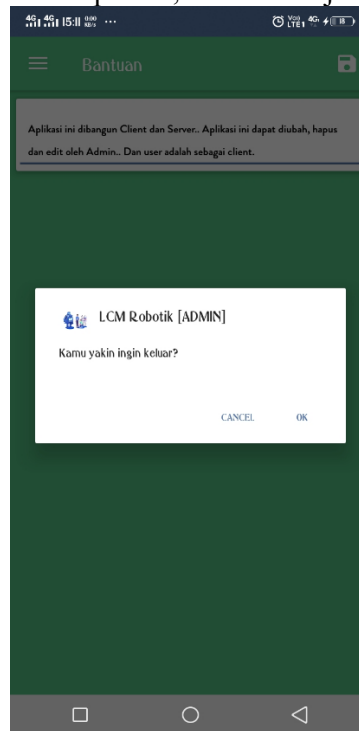 15:11
Bantuan
Aplikasi ini dibangun Client dan Server.. Aplikasi ini dapat diubah, hapus
dan edit oleh Admin.. Dan user adalah sebagai client.
LCM Robotik [ADMIN]
Kamu yakin ingin keluar?
CANCEL OK